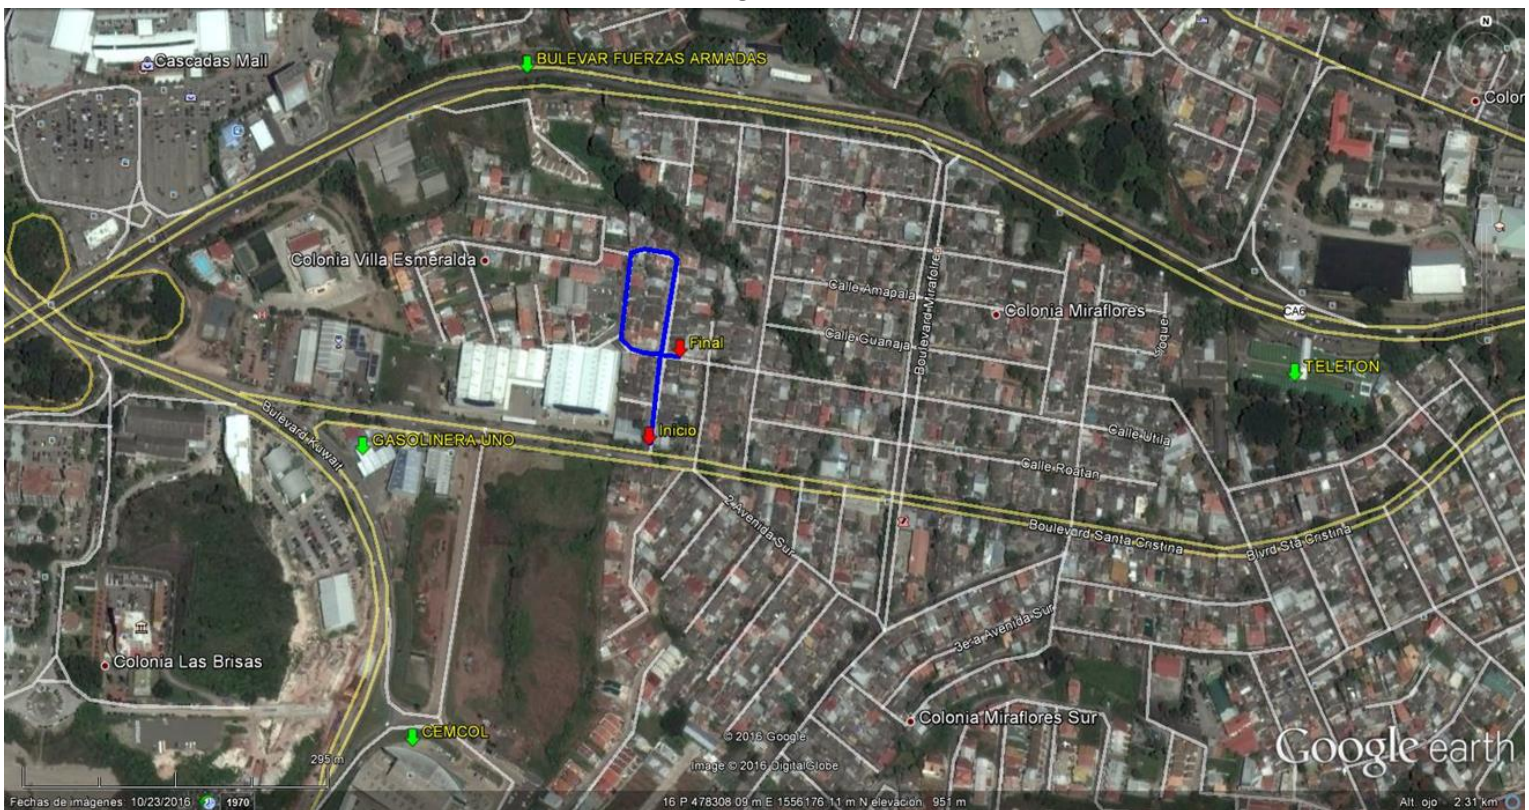 N
Cascadas Mall
BULEVAR FUERZAS ARMADAS
Colonia Villa Esmeralda
Calle Amapala
Colonia Miraflores
Final
Calle Guanaja
Boulevard Miraflores
CA6
TELETON
Bulevard Kuwait
GASOLINERA UNO
Inicio
Calle Utila
Calle Roatan
2 Avenida Sur
Boulevard Santa Cristina
Blvrd Sta Cristina
3e a Avenida Sur
Colonia Las Brisas
Colonia Miraflores Sur
CEMCOL
© 2016 Google
Image © 2016 DigitalGlobe
Google earth
295 m
Fechas de imágenes: 10/23/2016 1970
16 P 478308.09 m E 1556176.11 m N elevación 951 m
Alt. ojo 2.31 km